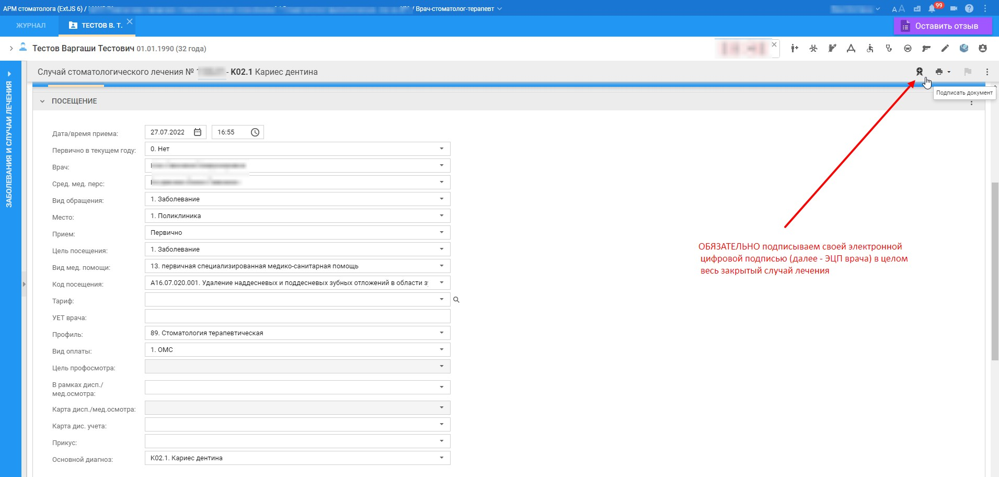 АРМ стоматолога (ExtJS 6) /
/ Врач-стоматолог-терапевт
AA
99
ЖУРНАЛ
ТЕСТОВ В. Т.
Оставить отзыв
Тестов Варгаши Тестович 01.01.1990 (32 года)
Случай стоматологического лечения №
- K02.1 Кариес дентина
Подписать документ
ЗАБОЛЕВАНИЯ И СЛУЧАИ ЛЕЧЕНИЯ
ПОСЕЩЕНИЕ
Дата/время приема: 27.07.2022 16:55
Первично в текущем году: 0. Нет
Врач:
Сред. мед. перс:
Вид обращения: 1. Заболевание
Место: 1. Поликлиника
Прием: Первично
Цель посещения: 1. Заболевание
Вид мед. помощи: 13. первичная специализированная медико-санитарная помощь
Код посещения: A16.07.020.001. Удаление наддесневых и поддесневых зубных отложений в области
Тариф:
УЕТ врача:
Профиль: 89. Стоматология терапевтическая
Вид оплаты: 1. ОМС
Цель профосмотра:
В рамках дисп./
мед.осмотра:
Карта дисп./мед.осмотра:
Карта дис. учета:
Прикус:
Основной диагноз: K02.1. Кариес дентина
ОБЯЗАТЕЛЬНО подписываем своей электронной
цифровой подписью (далее - ЭЦП врача) в целом
весь закрытый случай лечения